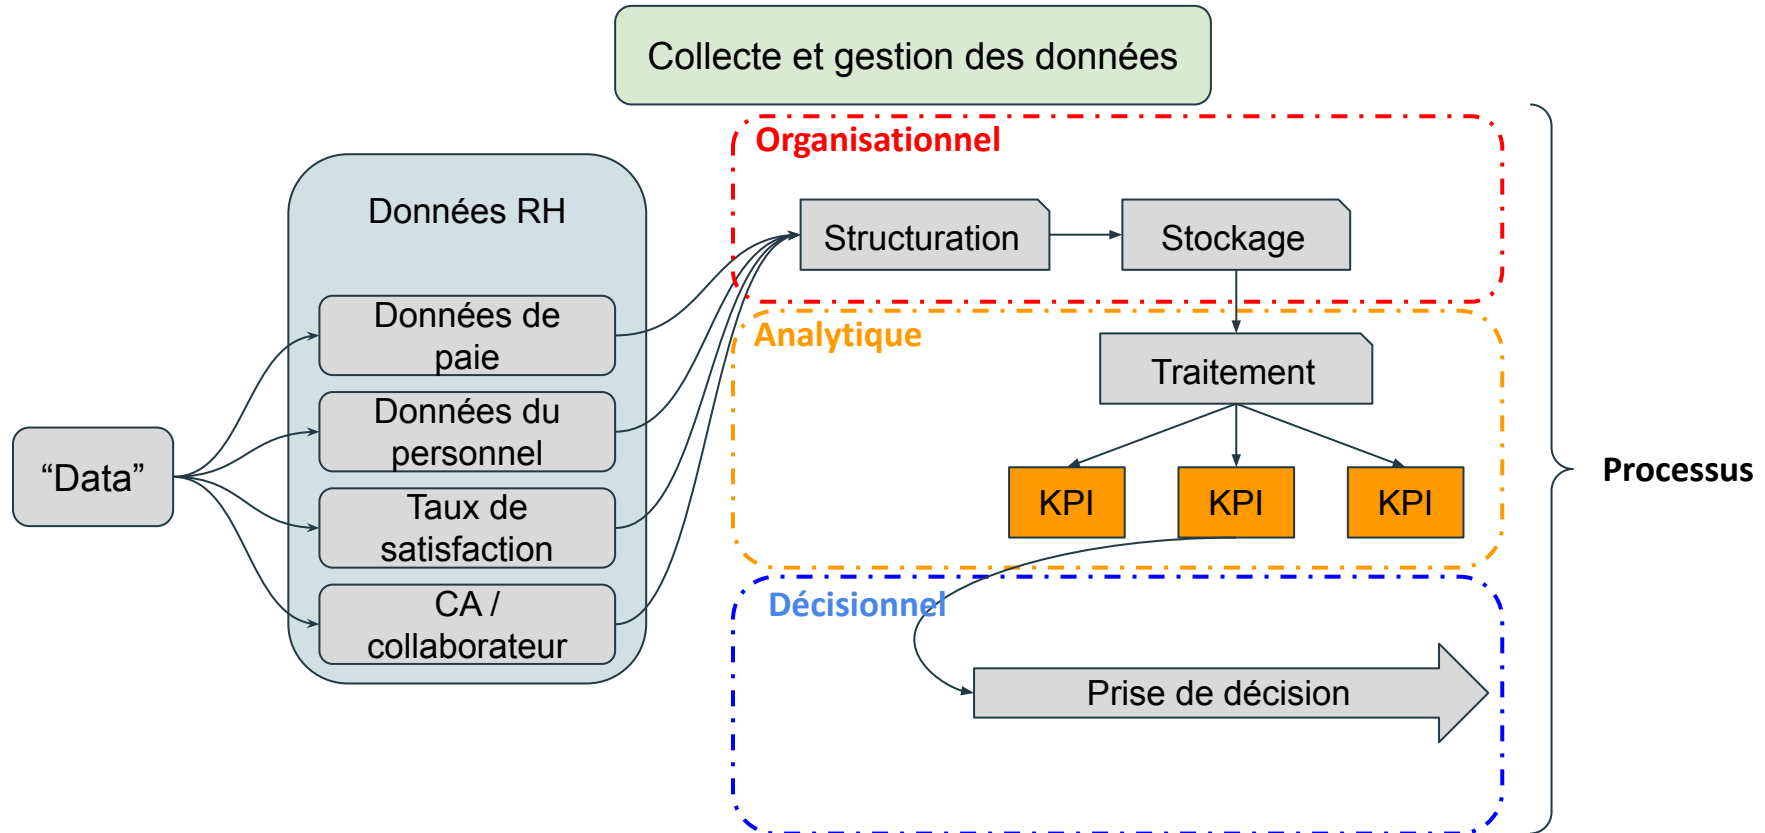 Collecte et gestion des données
Organisationnel
Données RH
Structuration
Stockage
Données de
paie
Analytique
Traitement
Données du
personnel
“Data”
KPI
KPI
KPI
Processus
Taux de
satisfaction
CA /
collaborateur
Décisionnel
Prise de décision